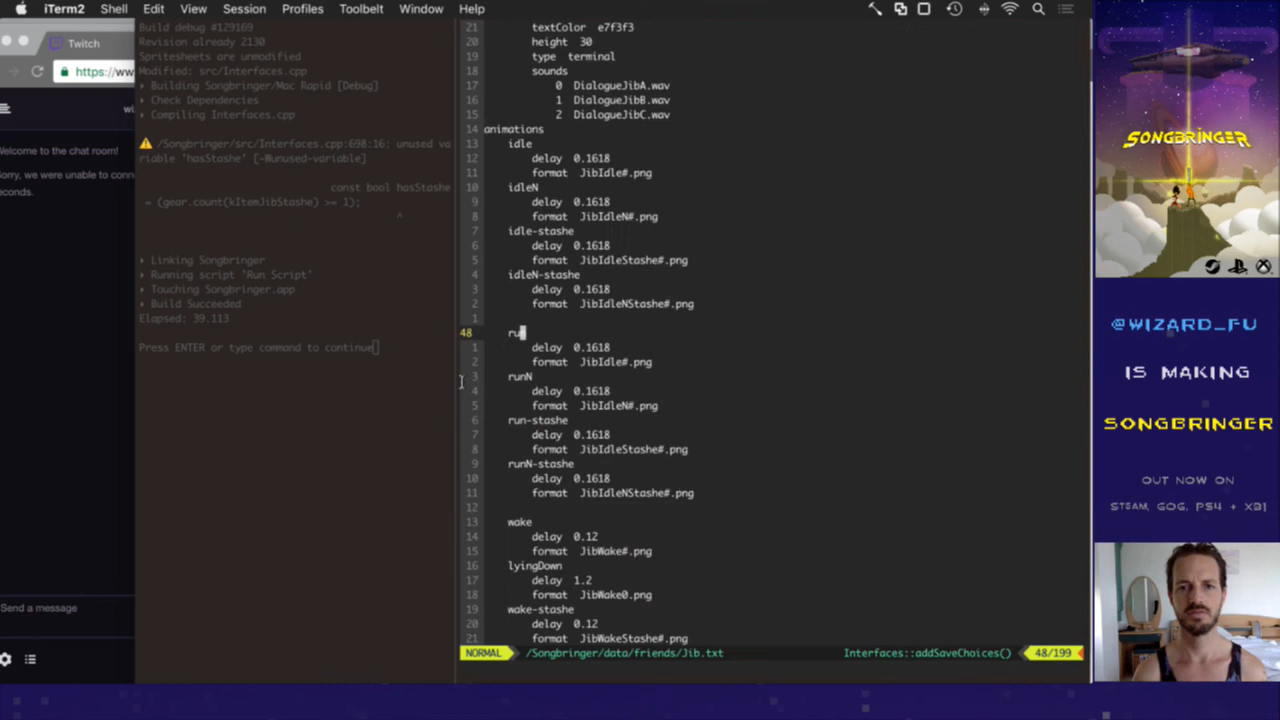 iTerm2 Shell Edit View Session Profiles Toolbelt Window Help
Twitch
https://ww
wi
Welcome to the chat room!
Sorry, we were unable to conn
econds.
Send a message
Build debug #129169
Revision already 2130
Spritesheets are unmodified
Modified: src/Interfaces.cpp
▸ Building Songbringer/Mac Rapid [Debug]
▸ Check Dependencies
▸ Compiling Interfaces.cpp
⚠️ /Songbringer/src/Interfaces.cpp:698:16: unused va
riable 'hasStashe' [-Wunused-variable]
const bool hasStashe
= (gear.count(kItemJibStashe) >= 1);
^
▸ Linking Songbringer
▸ Running script 'Run Script'
▸ Touching Songbringer.app
▸ Build Succeeded
Elapsed: 39.113
Press ENTER or type command to continue
21 textColor e7f3f3
20 height 30
19 type terminal
18 sounds
17 0 DialogueJibA.wav
16 1 DialogueJibB.wav
15 2 DialogueJibC.wav
14 animations
13 idle
12 delay 0.1618
11 format JibIdle#.png
10 idleN
9 delay 0.1618
8 format JibIdleN#.png
7 idle-stashe
6 delay 0.1618
5 format JibIdleStashe#.png
4 idleN-stashe
3 delay 0.1618
2 format JibIdleNStashe#.png
1
48 ru
1 delay 0.1618
2 format JibIdle#.png
3 runN
4 delay 0.1618
5 format JibIdleN#.png
6 run-stashe
7 delay 0.1618
8 format JibIdleStashe#.png
9 runN-stashe
10 delay 0.1618
11 format JibIdleNStashe#.png
12
13 wake
14 delay 0.12
15 format JibWake#.png
16 lyingDown
17 delay 1.2
18 format JibWake0.png
19 wake-stashe
20 delay 0.12
21 format JibWakeStashe#.png
NORMAL /Songbringer/data/friends/Jib.txt Interfaces::addSaveChoices() 48/199
SONGBRINGER
@WIZARD_FU
IS MAKING
SONGBRINGER
OUT NOW ON
STEAM, GOG, PS4 + XB1